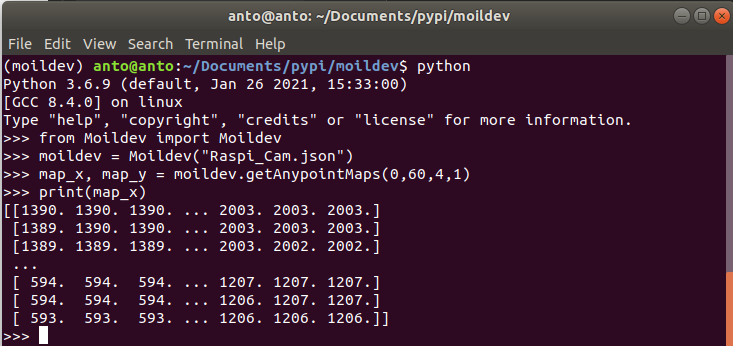 anto@anto: ~/Documents/pypi/moildev
File Edit View Search Terminal Help
(moildev) anto@anto:~/Documents/pypi/moildev$ python
Python 3.6.9 (default, Jan 26 2021, 15:33:00)
[GCC 8.4.0] on linux
Type "help", "copyright", "credits" or "license" for more information.
>>> from Moildev import Moildev
>>> moildev = Moildev("Raspi_Cam.json")
>>> map_x, map_y = moildev.getAnypointMaps(0,60,4,1)
>>> print(map_x)
[[1390. 1390. 1390. ... 2003. 2003. 2003.]
 [1389. 1390. 1390. ... 2003. 2003. 2003.]
 [1389. 1389. 1389. ... 2003. 2002. 2002.]
 ...
 [ 594.  594.  594. ... 1207. 1207. 1207.]
 [ 594.  594.  594. ... 1206. 1207. 1207.]
 [ 593.  593.  593. ... 1206. 1206. 1206.]]
>>>